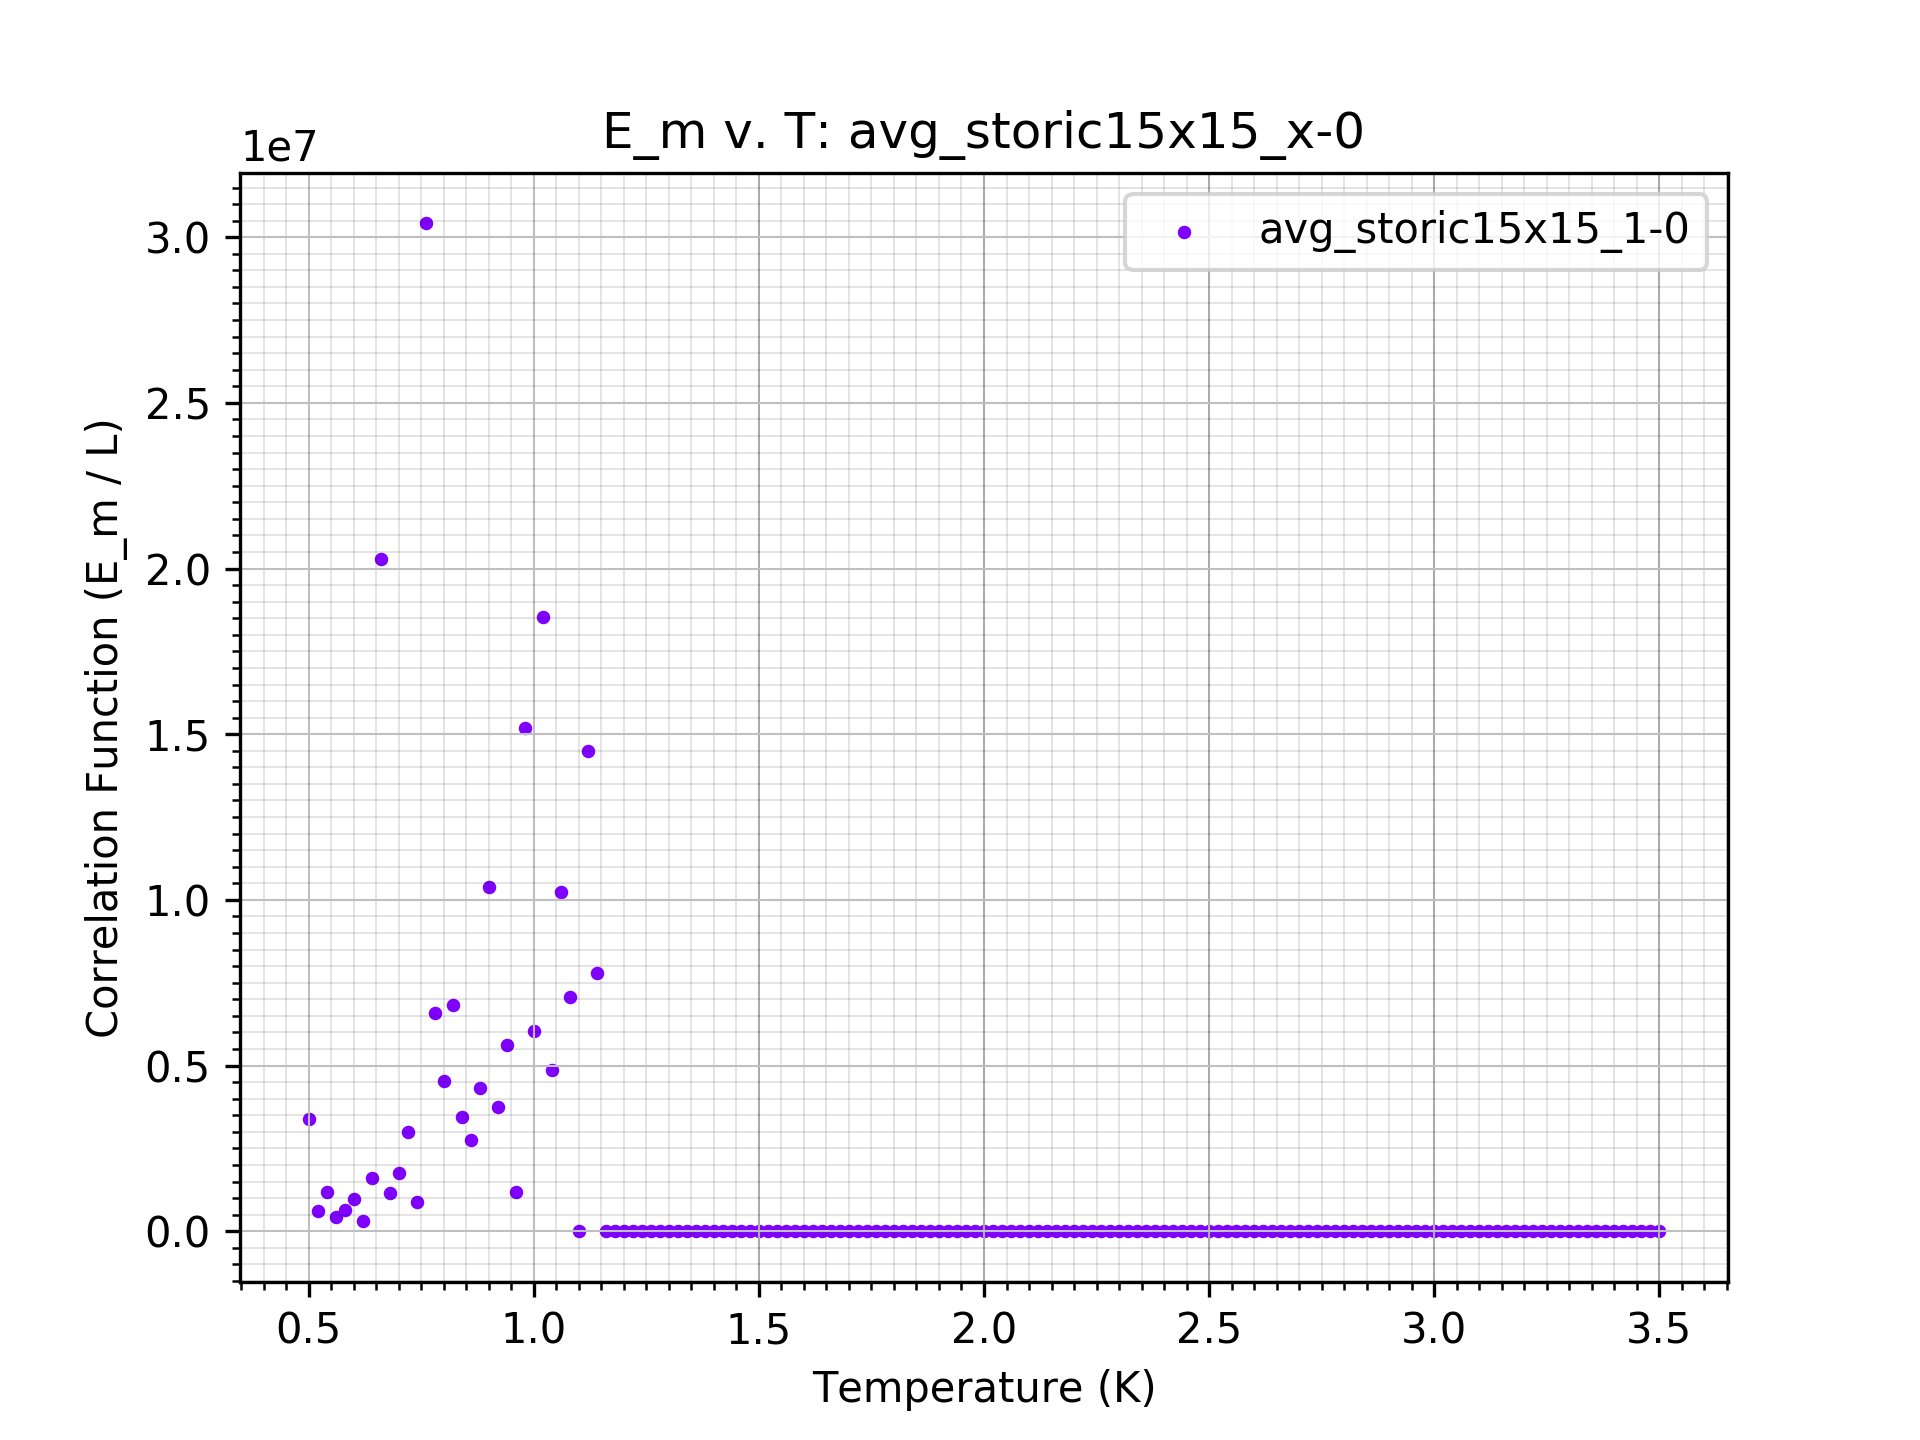 E_m v. T: avg_storic15x15_x-0
1e7
avg_storic15x15_1-0
3.0
2.5
2.0
1.5
1.0
0.5
0.0
Correlation Function (E_m / L)
0.5 1.0 1.5 2.0 2.5 3.0 3.5
Temperature (K)